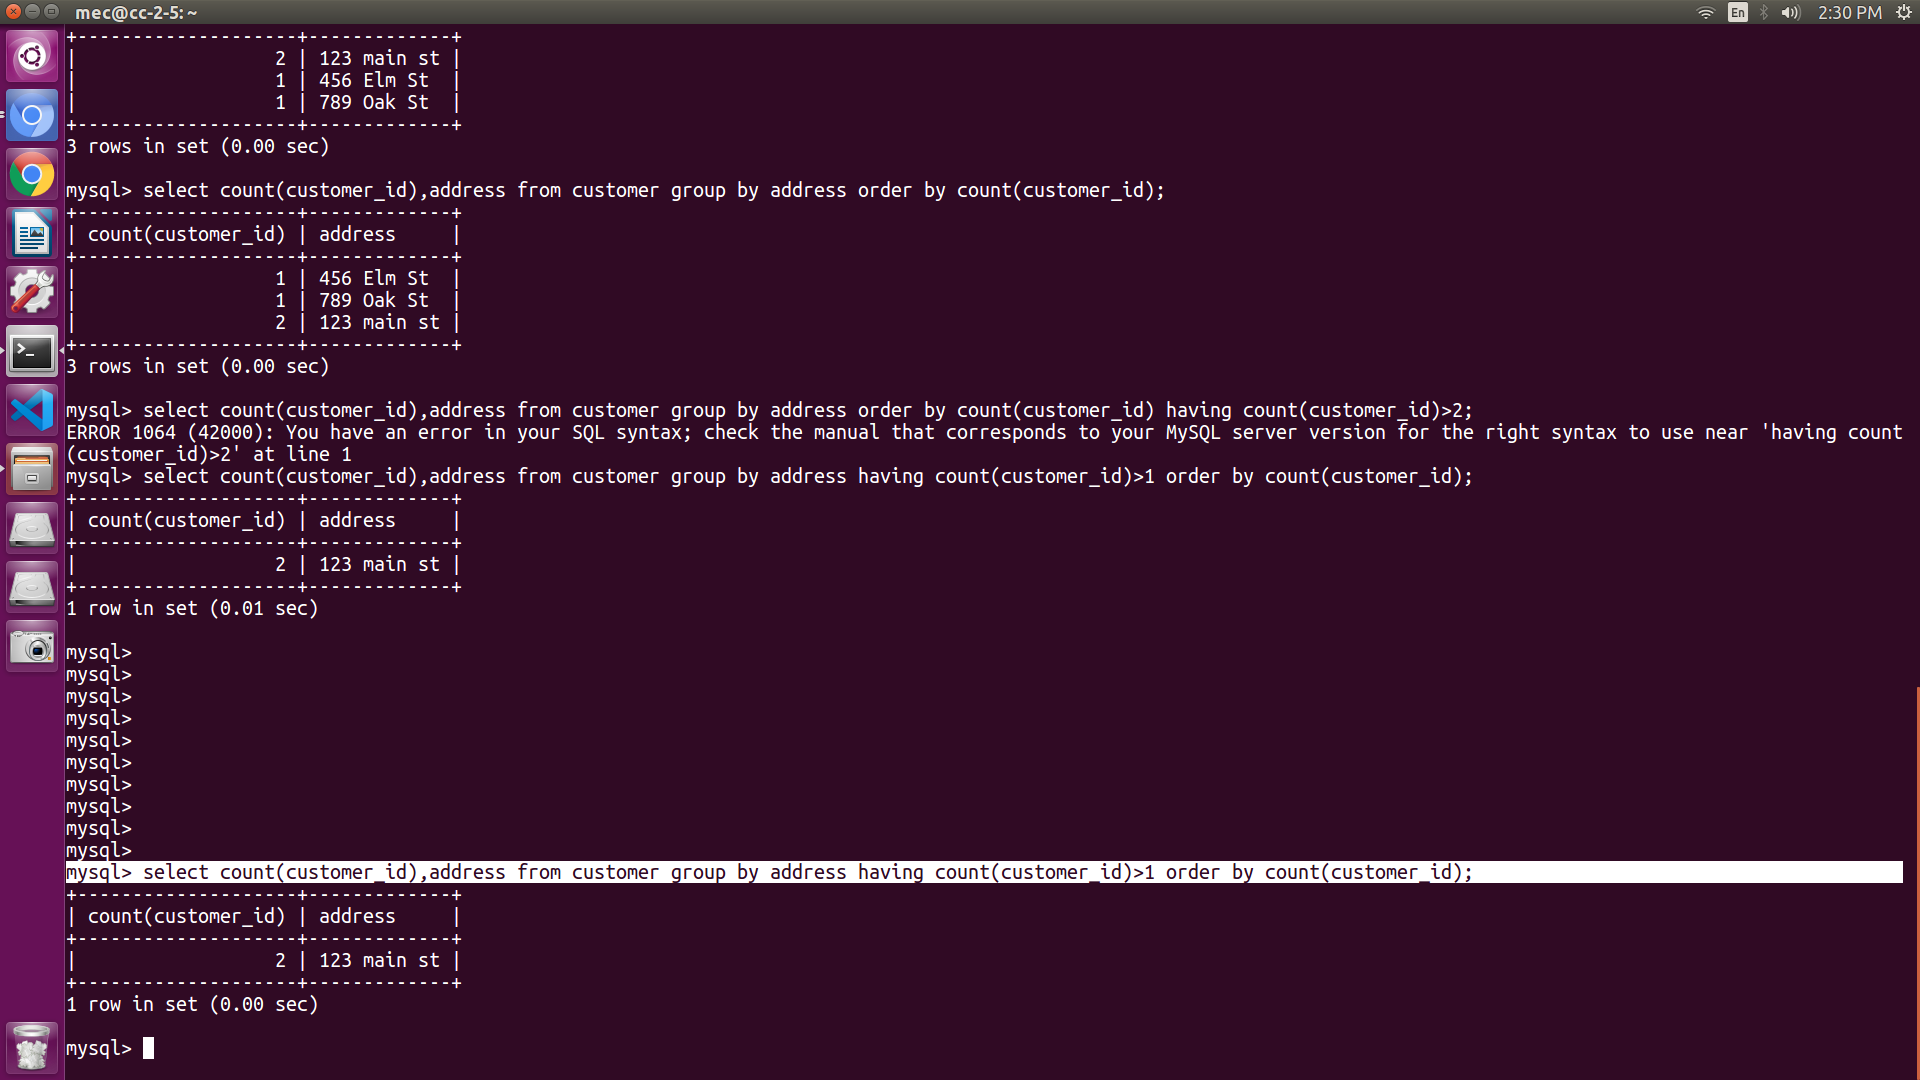 mec@cc-2-5: ~
En
2:30 PM
+--------------------+-------------+
|                  2 | 123 main st |
|                  1 | 456 Elm St  |
|                  1 | 789 Oak St  |
+--------------------+-------------+
3 rows in set (0.00 sec)
mysql> select count(customer_id),address from customer group by address order by count(customer_id);
+--------------------+-------------+
| count(customer_id) | address     |
+--------------------+-------------+
|                  1 | 456 Elm St  |
|                  1 | 789 Oak St  |
|                  2 | 123 main st |
+--------------------+-------------+
3 rows in set (0.00 sec)
mysql> select count(customer_id),address from customer group by address order by count(customer_id) having count(customer_id)>2;
ERROR 1064 (42000): You have an error in your SQL syntax; check the manual that corresponds to your MySQL server version for the right syntax to use near 'having count
(customer_id)>2' at line 1
mysql> select count(customer_id),address from customer group by address having count(customer_id)>1 order by count(customer_id);
+--------------------+-------------+
| count(customer_id) | address     |
+--------------------+-------------+
|                  2 | 123 main st |
+--------------------+-------------+
1 row in set (0.01 sec)
mysql>
mysql>
mysql>
mysql>
mysql>
mysql>
mysql>
mysql>
mysql>
mysql>
mysql> select count(customer_id),address from customer group by address having count(customer_id)>1 order by count(customer_id);
+--------------------+-------------+
| count(customer_id) | address     |
+--------------------+-------------+
|                  2 | 123 main st |
+--------------------+-------------+
1 row in set (0.00 sec)
mysql>